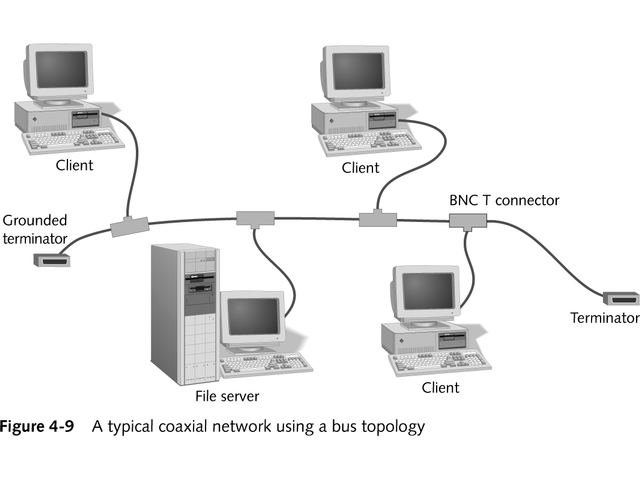 Client
Client
BNC T connector
Grounded
terminator
Terminator
Client
File server
Figure 4-9 A typical coaxial network using a bus topology